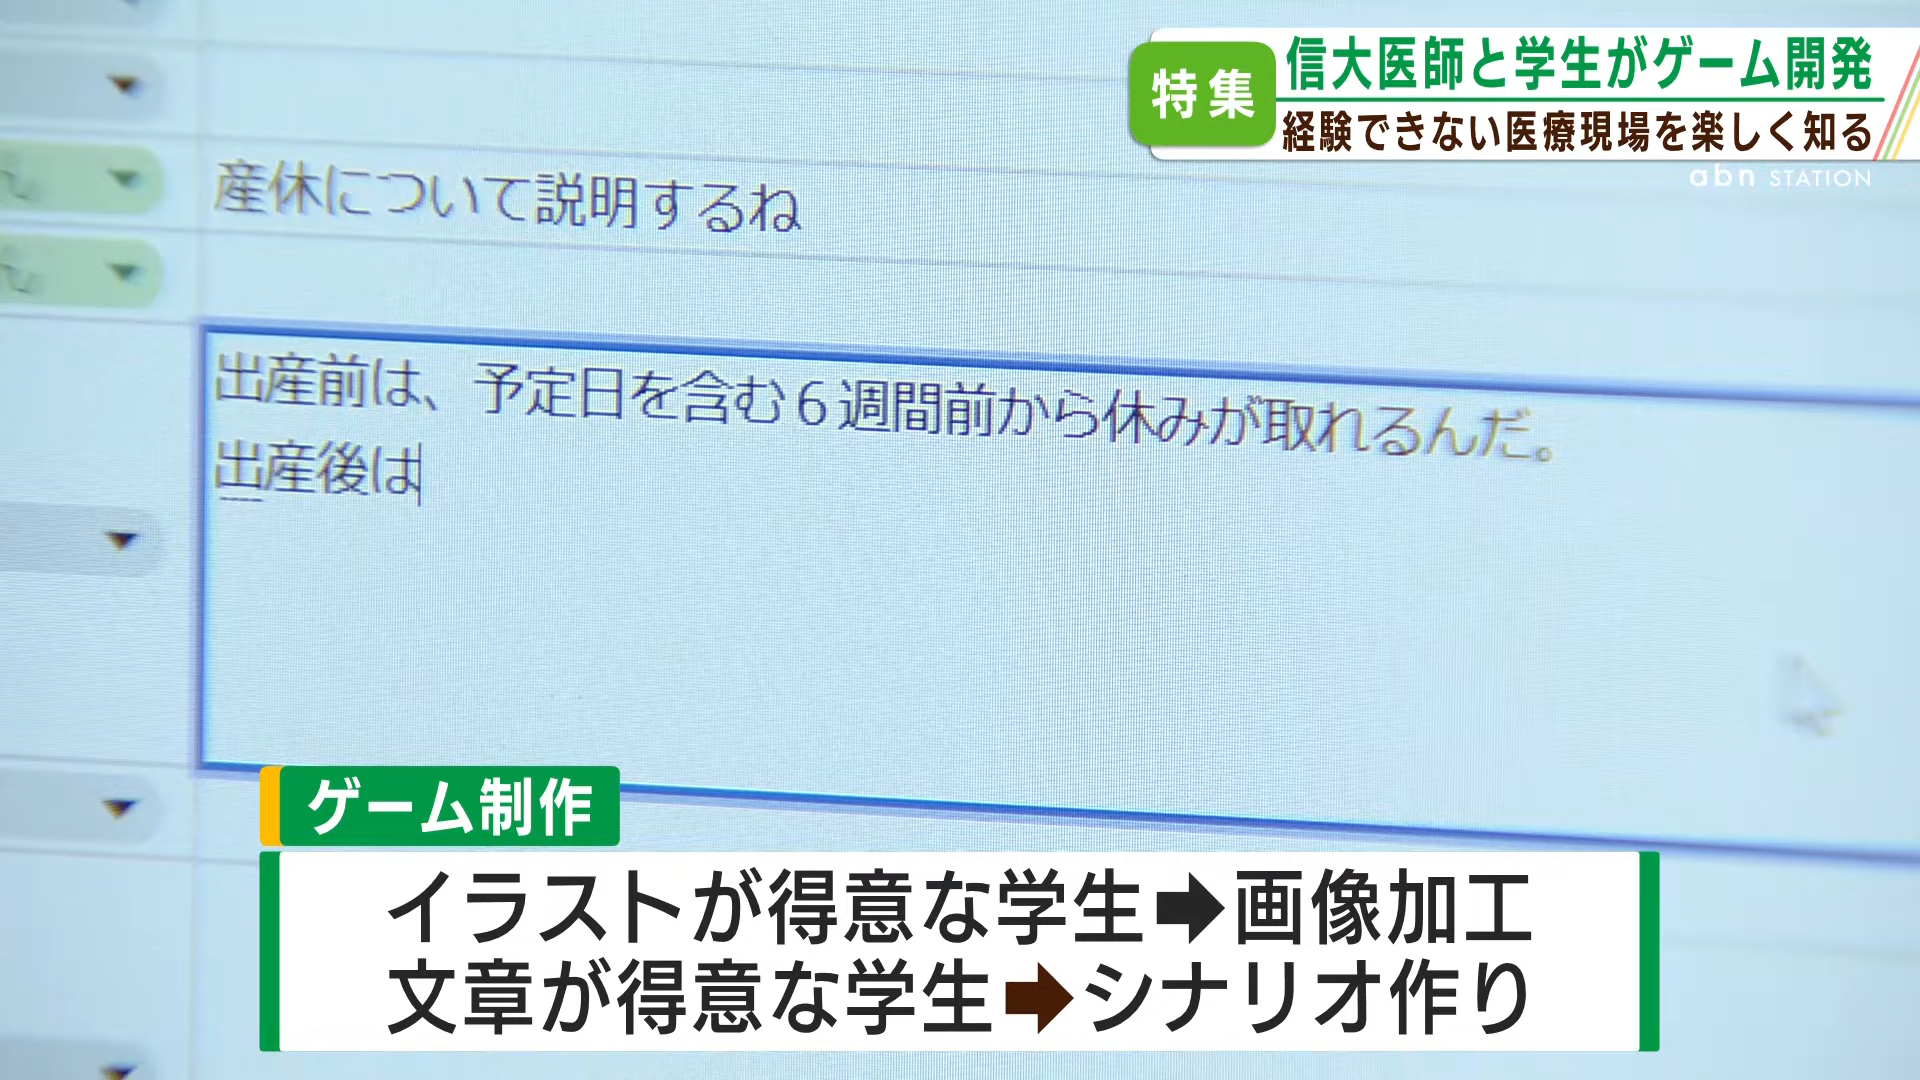 特集
信大医師と学生がゲーム開発
経験できない医療現場を楽しく知る
abn STATION
産休について説明するね
出産前は、予定日を含む６週間前から休みが取れるんだ。
出産後は
ゲーム制作
イラストが得意な学生➡画像加工
文章が得意な学生➡シナリオ作り